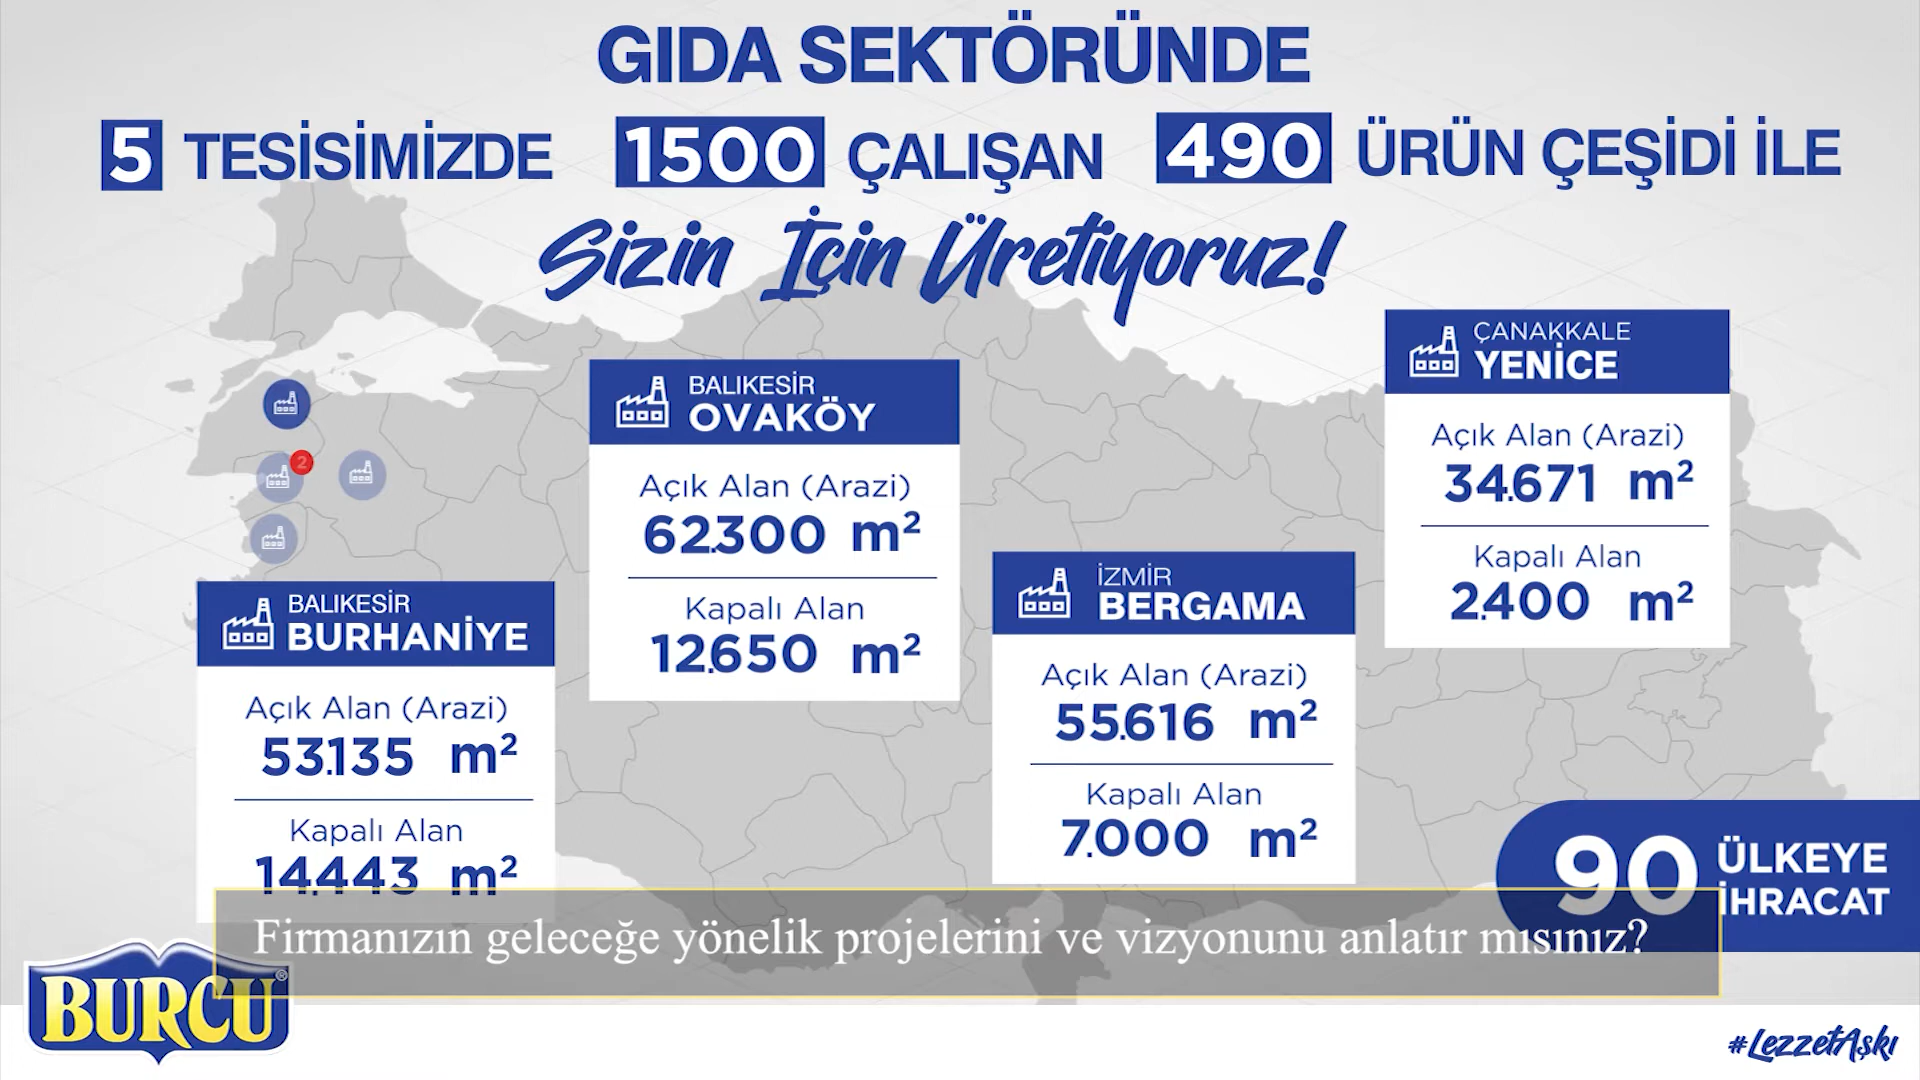 GIDA SEKTÖRÜNDE
5 TESİSİMİZDE 1500 ÇALIŞAN 490 ÜRÜN ÇEŞİDİ İLE
Sizin İçin Üretiyoruz!
2
BALIKESİR
BURHANİYE
Açık Alan (Arazi)
53.135 m²
Kapalı Alan
14.443 m²
BALIKESİR
OVAKÖY
Açık Alan (Arazi)
62.300 m²
Kapalı Alan
12.650 m²
İZMİR
BERGAMA
Açık Alan (Arazi)
55.616 m²
Kapalı Alan
7.000 m²
ÇANAKKALE
YENİCE
Açık Alan (Arazi)
34.671 m²
Kapalı Alan
2.400 m²
90 ÜLKEYE
İHRACAT
Firmanızın geleceğe yönelik projelerini ve vizyonunu anlatır mısınız?
BURCU®
#LezzetAşkı